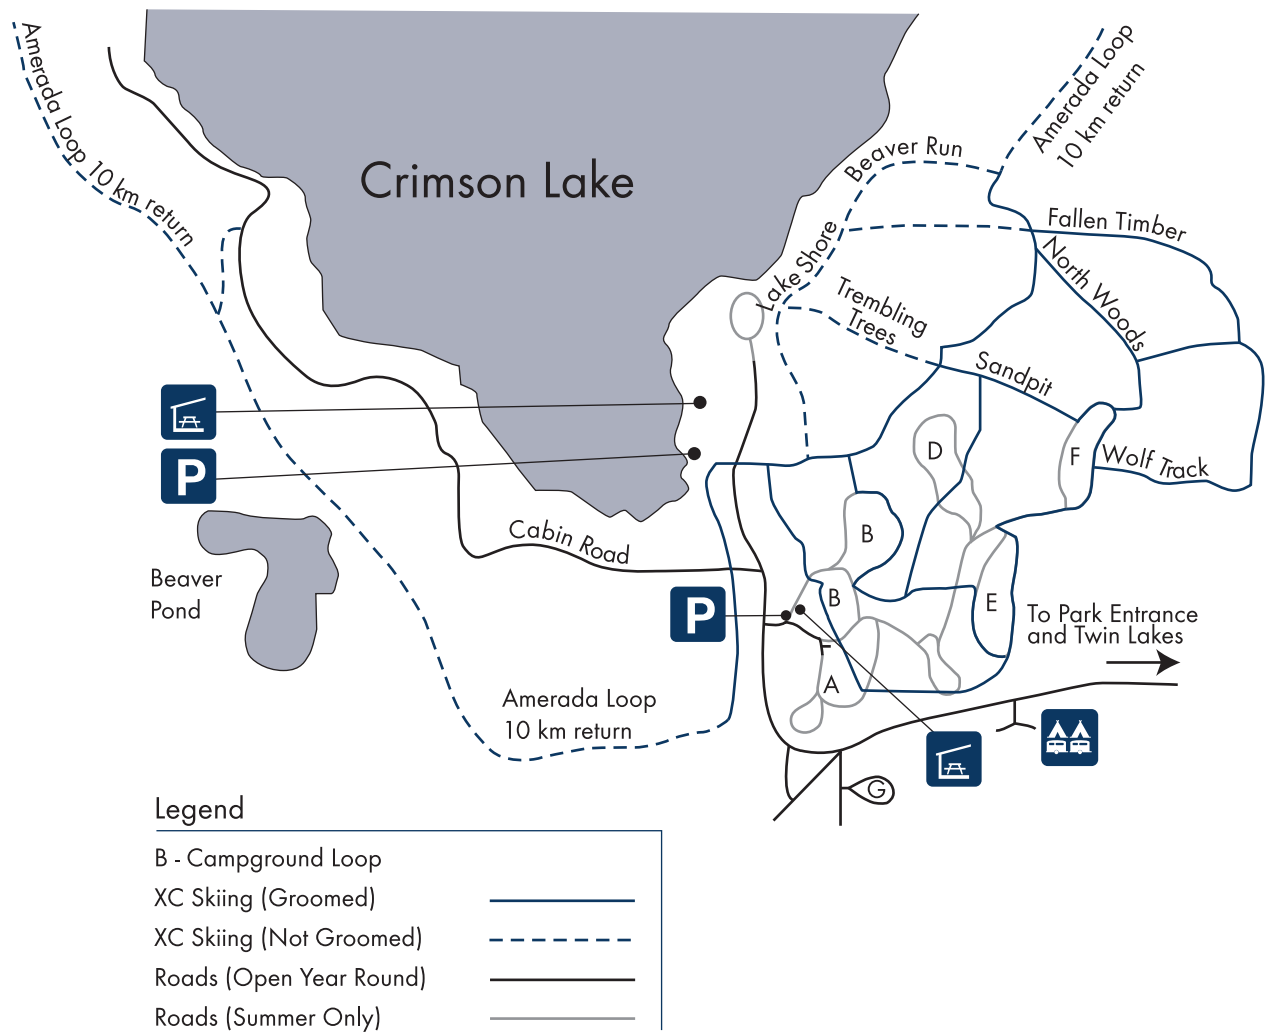 Amerada Loop 10 km return
Crimson Lake
Amerada Loop
10 km return
Beaver Run
Lake Shore
Fallen Timber
North Woods
Trembling
Trees
Sandpit
D
F
Wolf Track
P
B
Cabin Road
Beaver
Pond
P
B
E
To Park Entrance
and Twin Lakes
A
Amerada Loop
10 km return
G
Legend
B - Campground Loop
XC Skiing (Groomed)
XC Skiing (Not Groomed)
Roads (Open Year Round)
Roads (Summer Only)